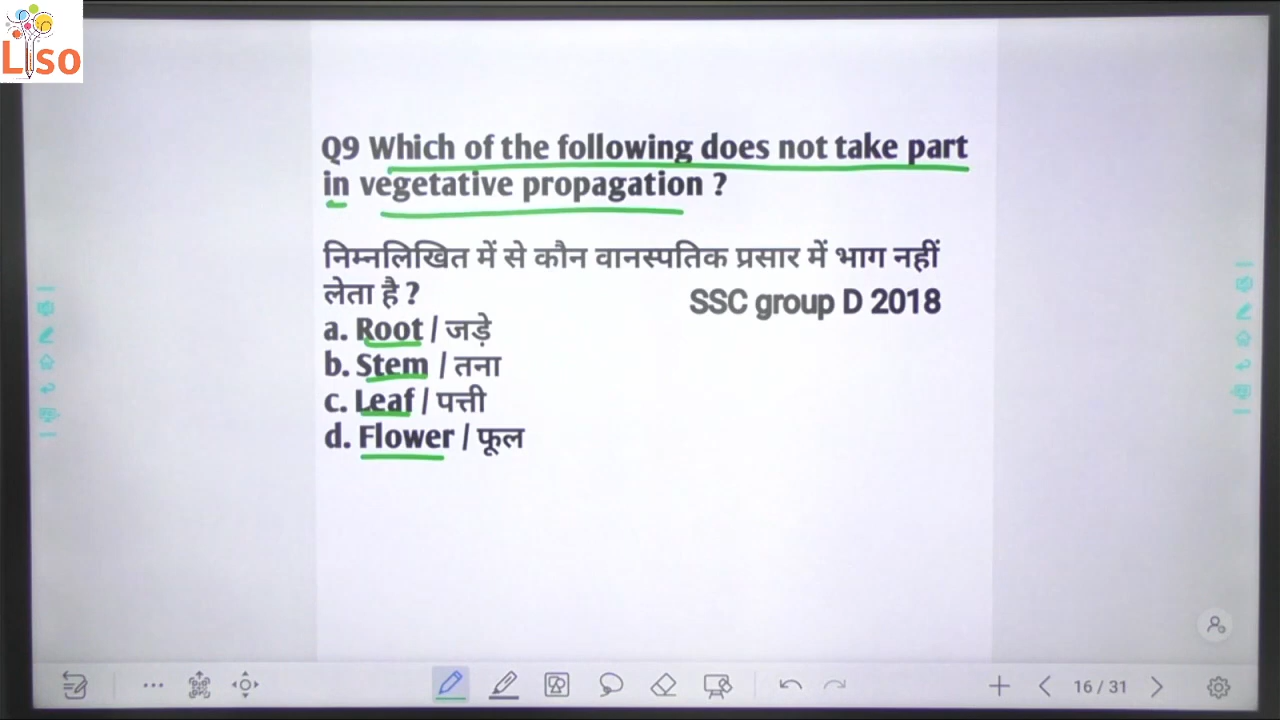 Liso
Q9 Which of the following does not take part
in vegetative propagation ?
निम्नलिखित में से कौन वानस्पतिक प्रसार में भाग नहीं
लेता है ?
SSC group D 2018
a. Root / जड़े
b. Stem / तना
c. Leaf / पत्ती
d. Flower / फूल
16 / 31